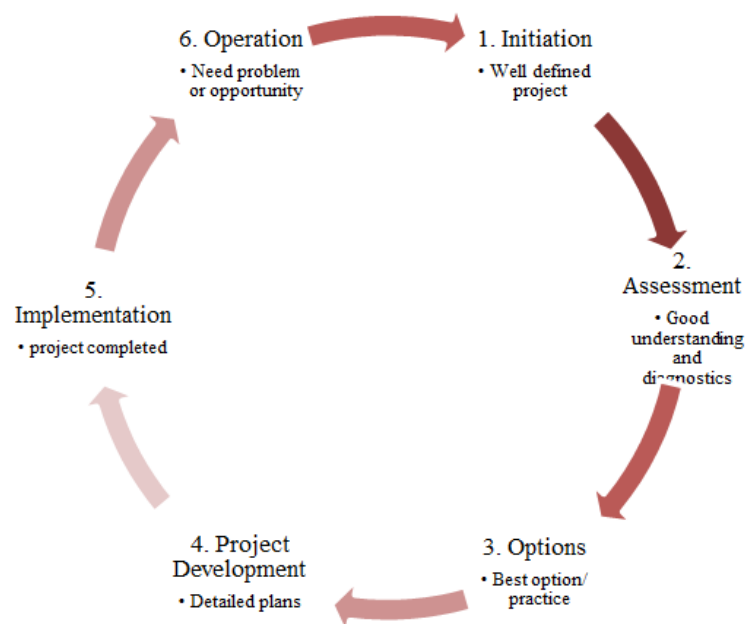 1. Initiation
• Well defined
project
2.
Assessment
• Good
understanding
and
diagnostics
3. Options
• Best option/
practice
4. Project
Development
• Detailed plans
5.
Implementation
• project completed
6. Operation
• Need problem
or opportunity